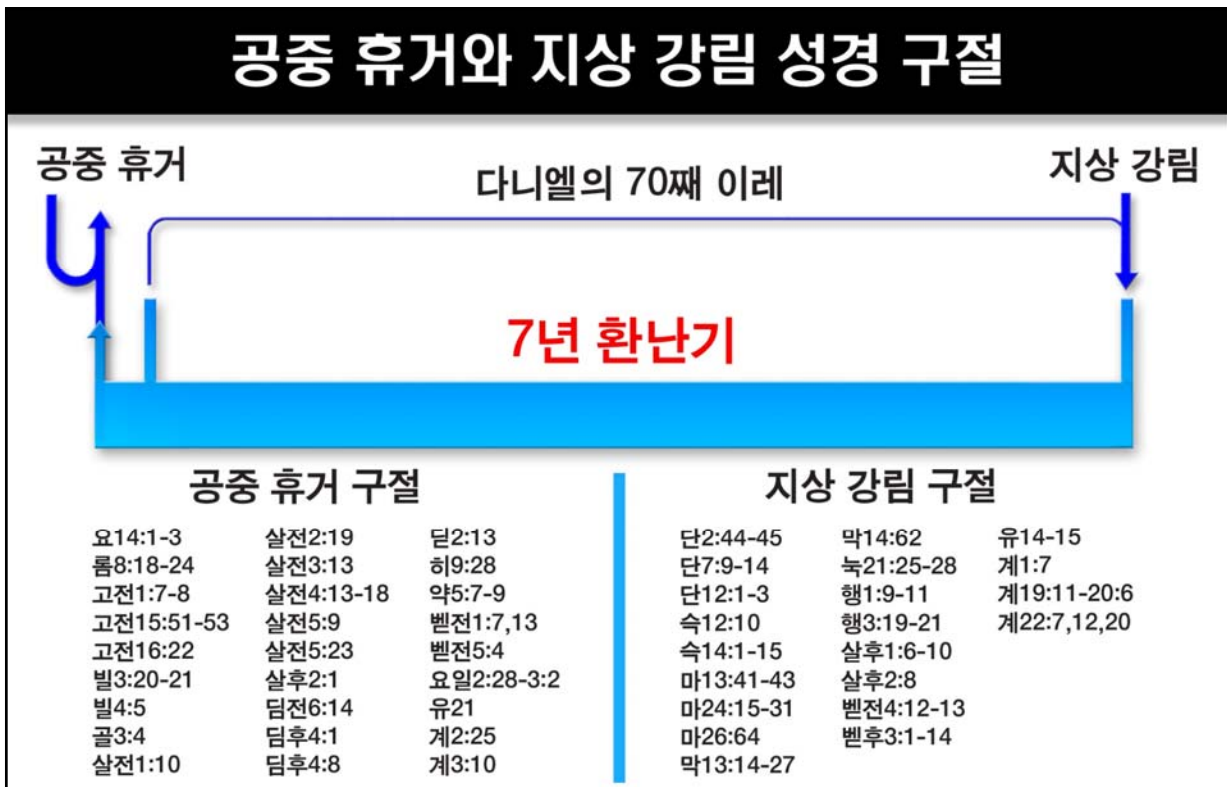 공중 휴거와 지상 강림 성경 구절
공중 휴거
다니엘의 70째 이레
지상 강림
7년 환난기
공중 휴거 구절
요14:1-3
롬8:18-24
고전1:7-8
고전15:51-53
고전16:22
빌3:20-21
빌4:5
골3:4
살전1:10
살전2:19
살전3:13
살전4:13-18
살전5:9
살전5:23
살후2:1
딤전6:14
딤후4:1
딤후4:8
딛2:13
히9:28
약5:7-9
벧전1:7,13
벧전5:4
요일2:28-3:2
유21
계2:25
계3:10
지상 강림 구절
단2:44-45
단7:9-14
단12:1-3
슥12:10
슥14:1-15
마13:41-43
마24:15-31
마26:64
막13:14-27
막14:62
눅21:25-28
행1:9-11
행3:19-21
살후1:6-10
살후2:8
벧전4:12-13
벧후3:1-14
유14-15
계1:7
계19:11-20:6
계22:7,12,20